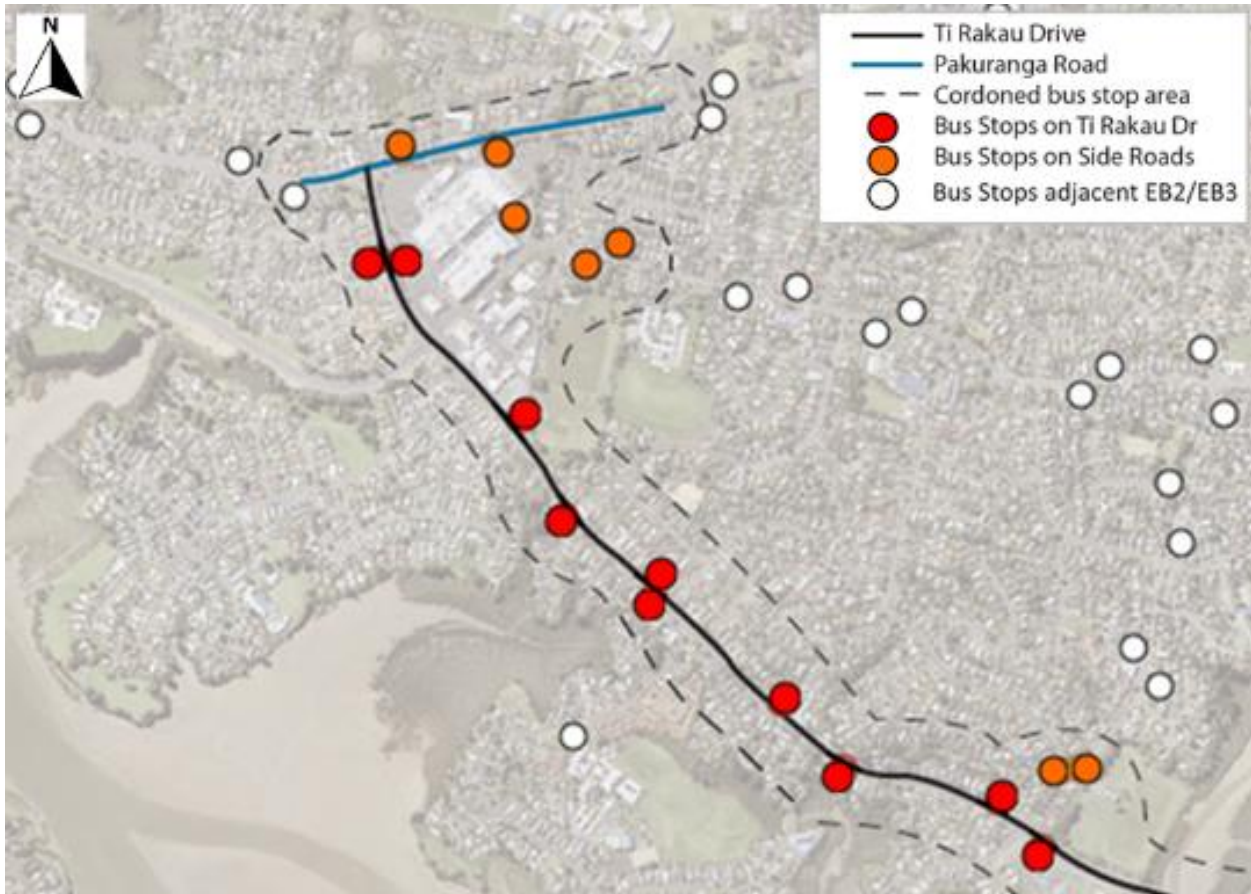 N
Ti Rakau Drive
Pakuranga Road
Cordoned bus stop area
Bus Stops on Ti Rakau Dr
Bus Stops on Side Roads
Bus Stops adjacent EB2/EB3